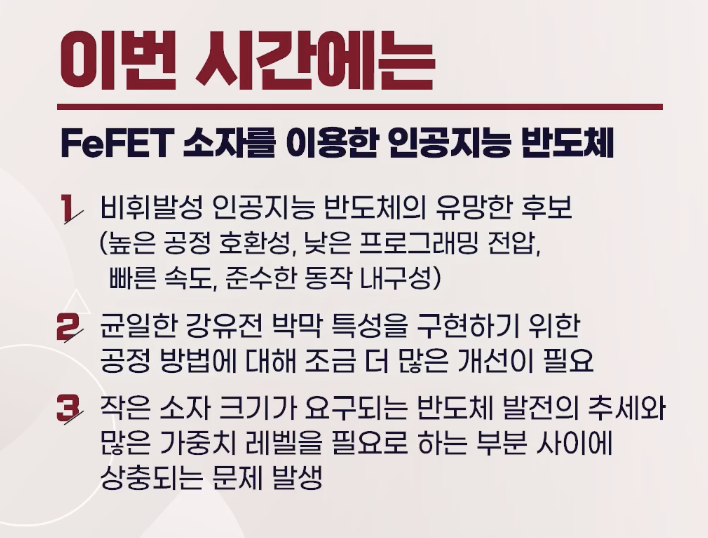 이번 시간에는
FeFET 소자를 이용한 인공지능 반도체
1 비휘발성 인공지능 반도체의 유망한 후보
(높은 공정 호환성, 낮은 프로그래밍 전압,
빠른 속도, 준수한 동작 내구성)
2 균일한 강유전 박막 특성을 구현하기 위한
공정 방법에 대해 조금 더 많은 개선이 필요
3 작은 소자 크기가 요구되는 반도체 발전의 추세와
많은 가중치 레벨을 필요로 하는 부분 사이에
상충되는 문제 발생